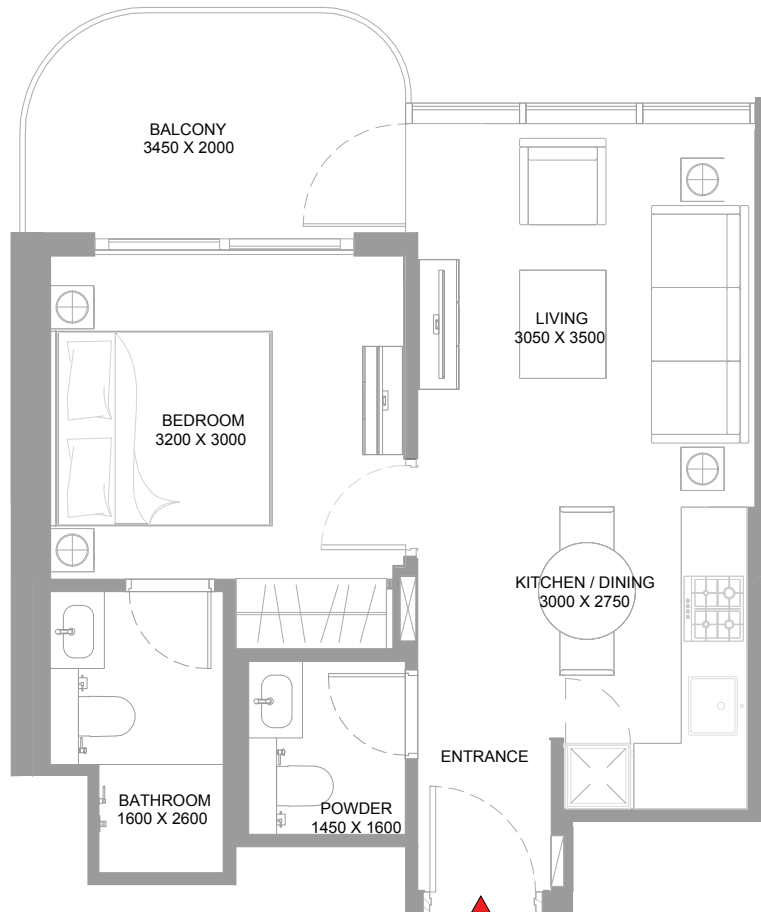 BALCONY
3450 X 2000
LIVING
3050 X 3500
BEDROOM
3200 X 3000
KITCHEN / DINING
3000 X 2750
ENTRANCE
BATHROOM
1600 X 2600
POWDER
1450 X 1600